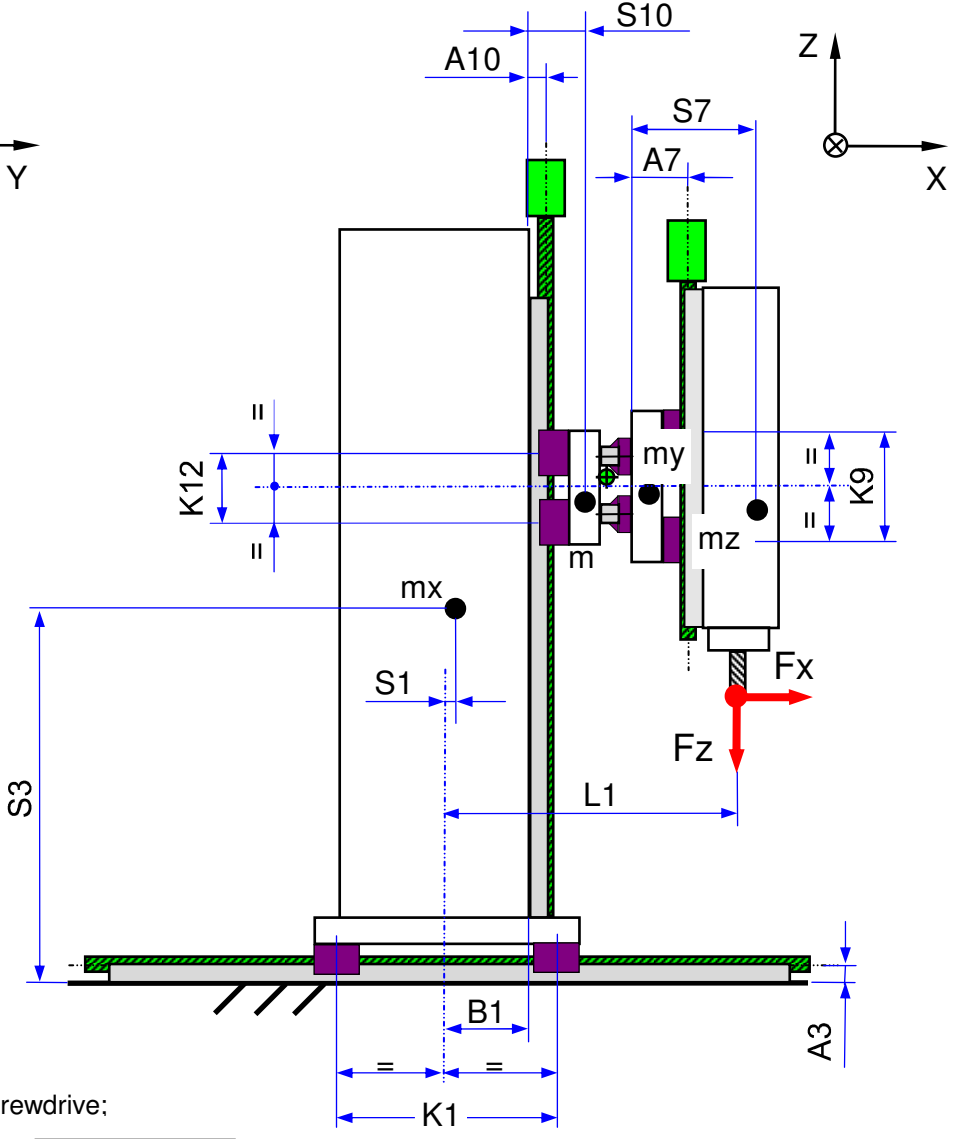 S10
A10
Z
S7
A7
Y
X
=
my
=
K12
K9
mz
=
=
m
mx
S1
Fx
Fz
S3
L1
B1
A3
= =
rewdrive;
K1